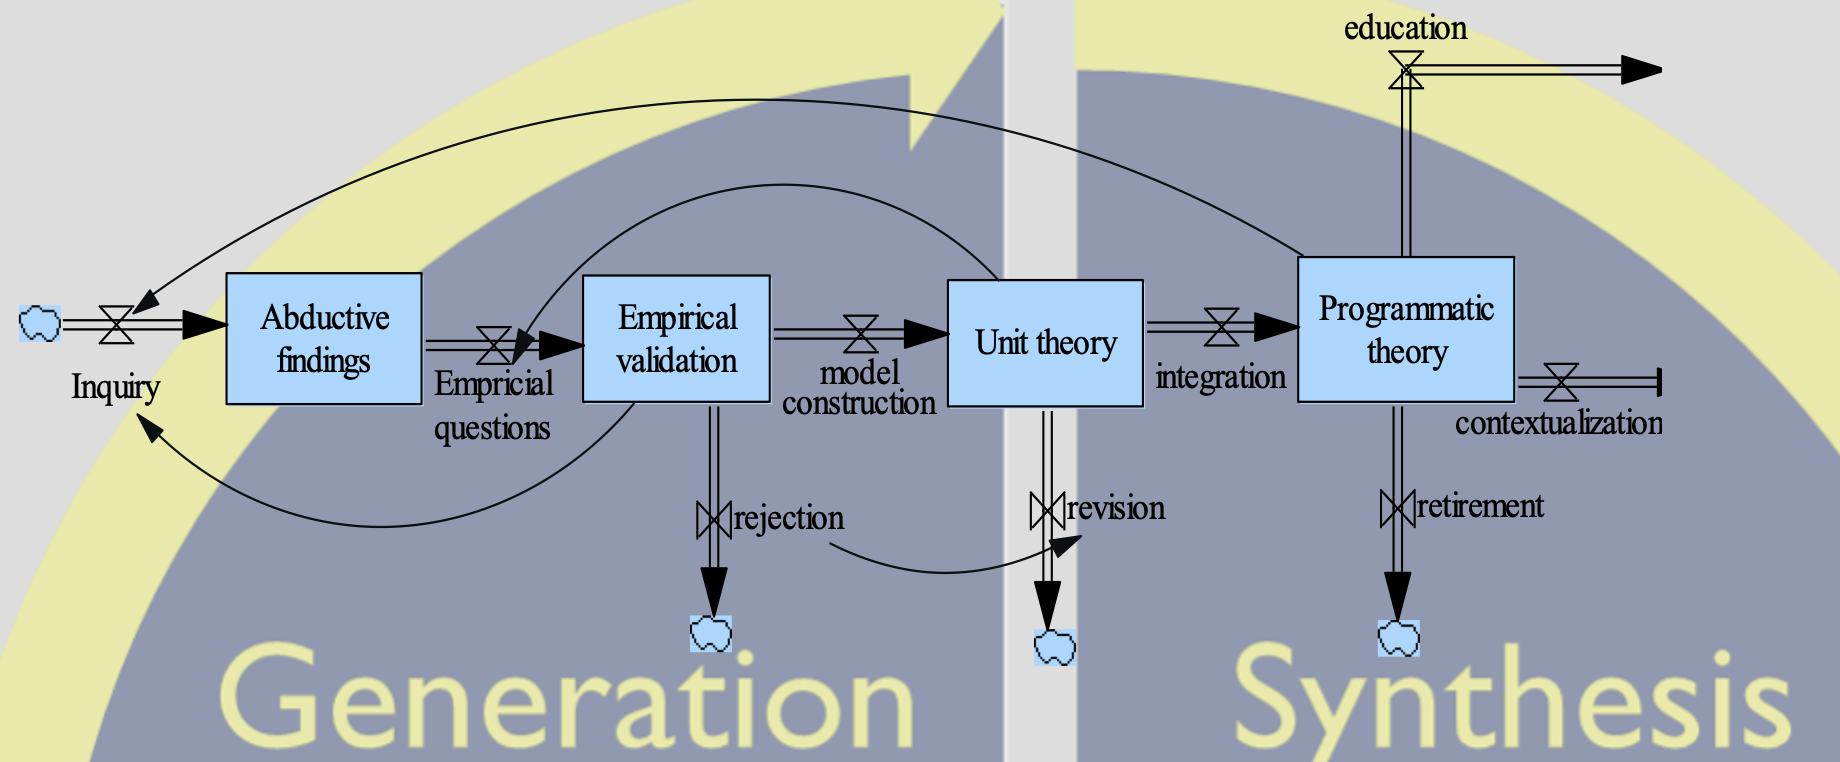 education
Abductive
findings
Empirical
validation
Unit theory
Programmatic
theory
Inquiry
Empricial
questions
model
construction
integration
contextualization
rejection
revision
retirement
Generation
Synthesis